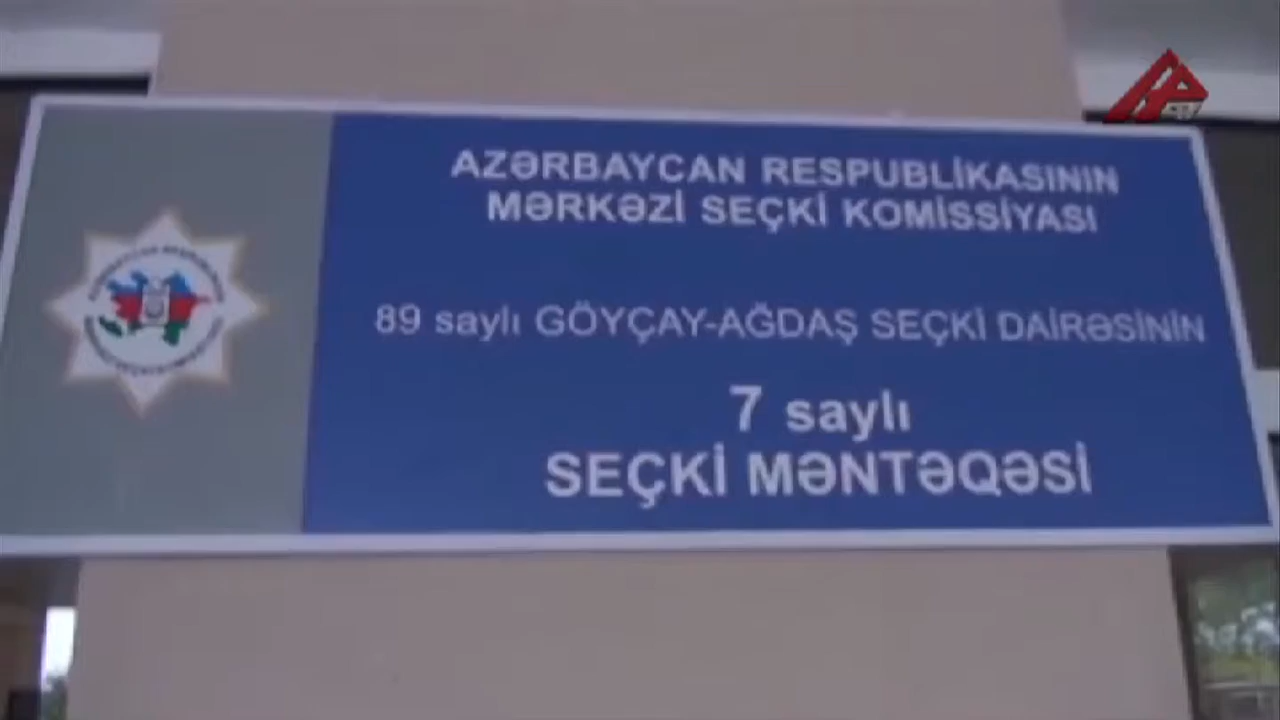 AZƏRBAYCAN RESPUBLİKASININ
MƏRKƏZİ SEÇKİ KOMİSSİYASI
89 saylı GÖYÇAY-AĞDAŞ SEÇKİ DAİRƏSİNİN
7 saylı
SEÇKİ MƏNTƏQƏSİ